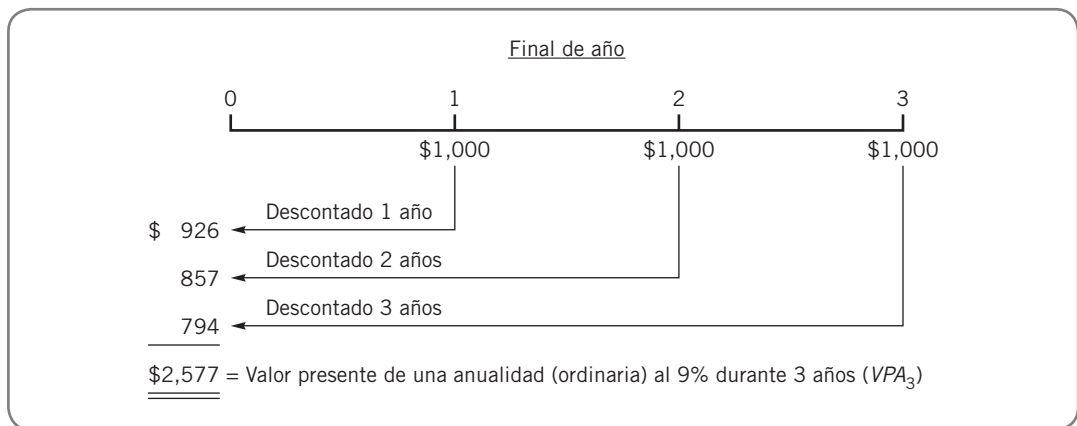 Final de año
0 1 2 3
$1,000 $1,000 $1,000
Descontado 1 año
$ 926
Descontado 2 años
857
Descontado 3 años
794
$2,577 = Valor presente de una anualidad (ordinaria) al 9% durante 3 años (VPA3)